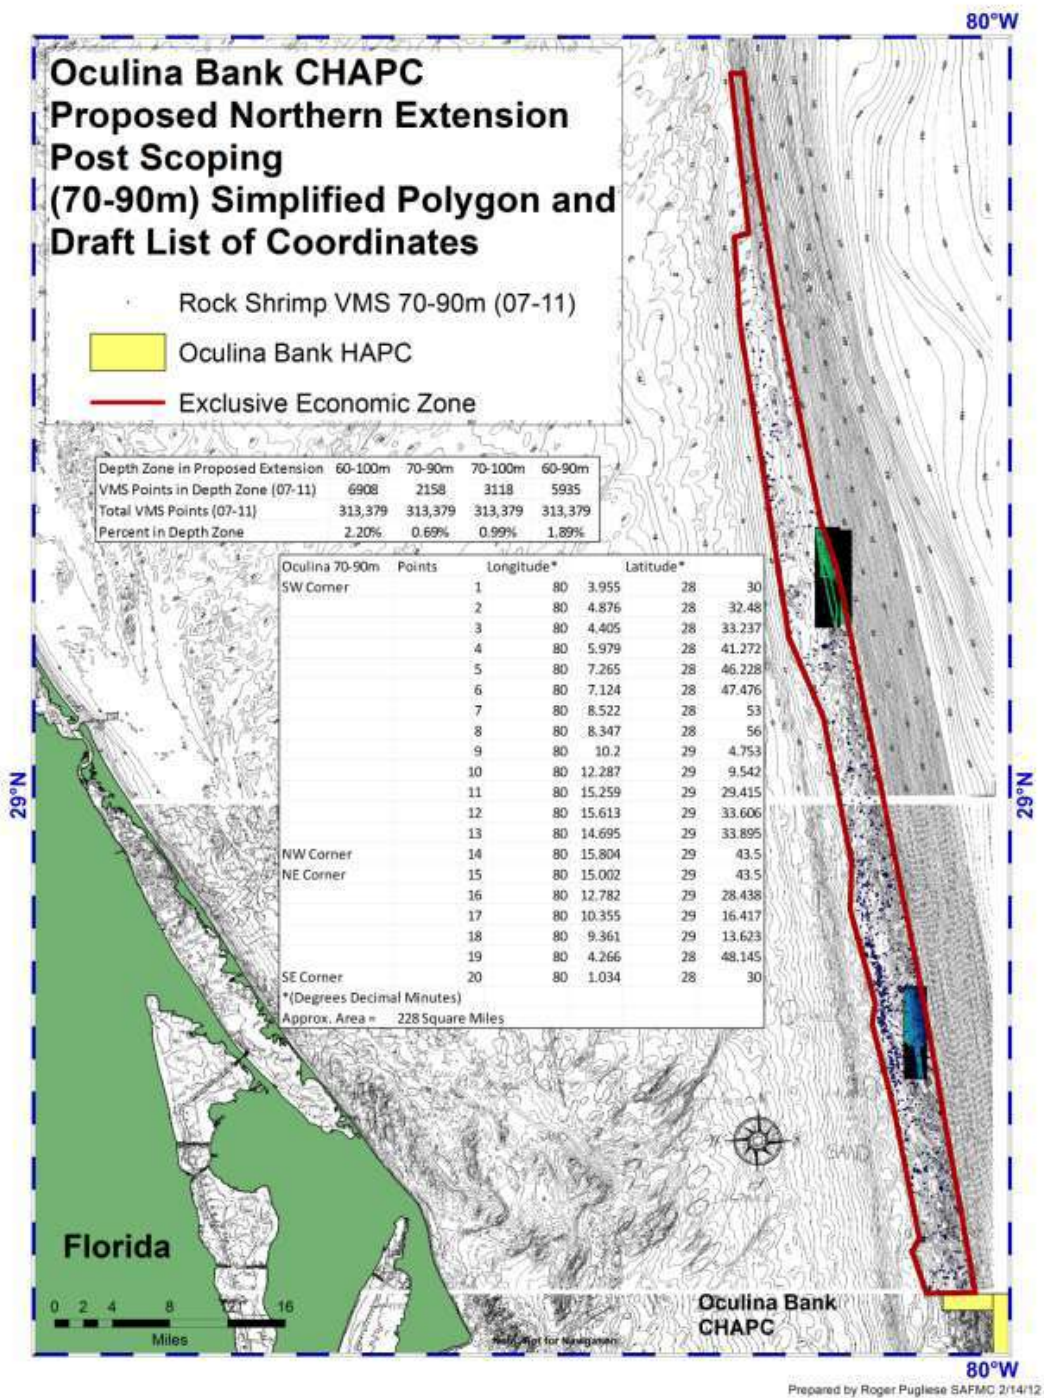 80°W
Oculina Bank CHAPC
Proposed Northern Extension
Post Scoping
(70-90m) Simplified Polygon and
Draft List of Coordinates
Rock Shrimp VMS 70-90m (07-11)
Oculina Bank HAPC
Exclusive Economic Zone
Depth Zone in Proposed Extension 60-100m 70-90m 70-100m 60-90m
VMS Points in Depth Zone (07-11) 6908 2158 3118 5935
Total VMS Points (07-11) 313,379 313,379 313,379 313,379
Percent in Depth Zone 2.20% 0.69% 0.99% 1.89%
Oculina 70-90m Points Longitude* Latitude*
SW Corner 1 80 3.955 28 30
2 80 4.876 28 32.48
3 80 4.405 28 33.237
4 80 5.979 28 41.272
5 80 7.265 28 46.228
6 80 7.124 28 47.476
7 80 8.522 28 53
8 80 8.347 28 56
9 80 10.2 29 4.753
10 80 12.287 29 9.542
11 80 15.259 29 29.415
12 80 15.613 29 33.606
13 80 14.695 29 33.895
NW Corner 14 80 15.804 29 43.5
NE Corner 15 80 15.002 29 43.5
16 80 12.782 29 28.438
17 80 10.355 29 16.417
18 80 9.361 29 13.623
19 80 4.266 28 48.145
SE Corner 20 80 1.034 28 30
*(Degrees Decimal Minutes)
Approx. Area = 228 Square Miles
29°N
29°N
SAND
Florida
0 2 4 8 12 16
Miles
Oculina Bank
CHAPC
Note: Not for Navigation
80°W
Prepared by Roger Pugliese SAFMC 2/14/12